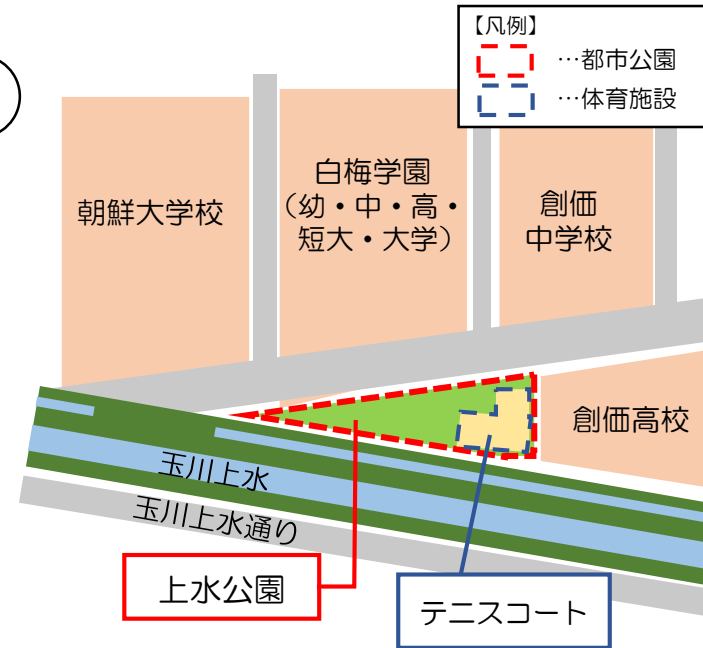 【凡例】
…都市公園
…体育施設
朝鮮大学校
白梅学園
(幼・中・高・
短大・大学)
創価
中学校
創価高校
玉川上水
玉川上水通り
上水公園
テニスコート